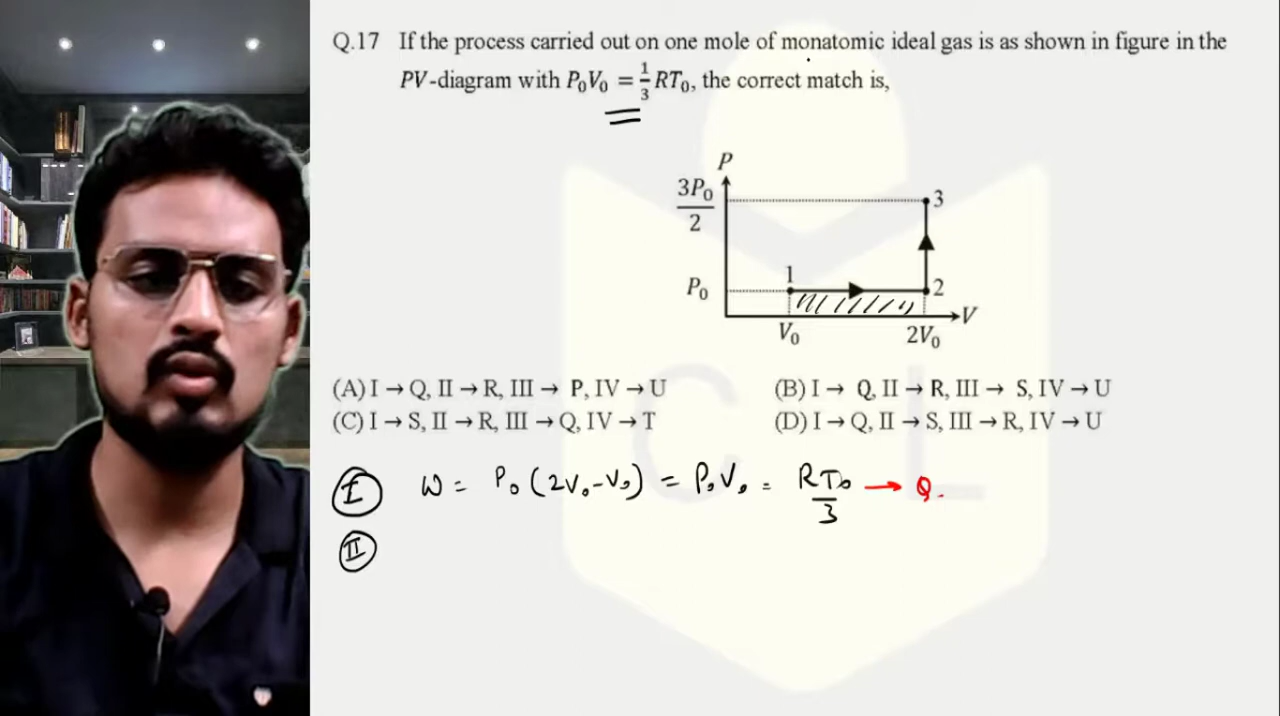 Q.17 If the process carried out on one mole of monatomic ideal gas is as shown in figure in the
PV-diagram with P₀V₀ = 1/3 RT₀, the correct match is,
P
3P₀/2
3
1
P₀
2
V
V₀
2V₀
(A) I → Q, II → R, III → P, IV → U
(B) I → Q, II → R, III → S, IV → U
(C) I → S, II → R, III → Q, IV → T
(D) I → Q, II → S, III → R, IV → U
I W = P₀(2V₀-V₀) = P₀V₀ = RT₀/3 → Q.
II
C L